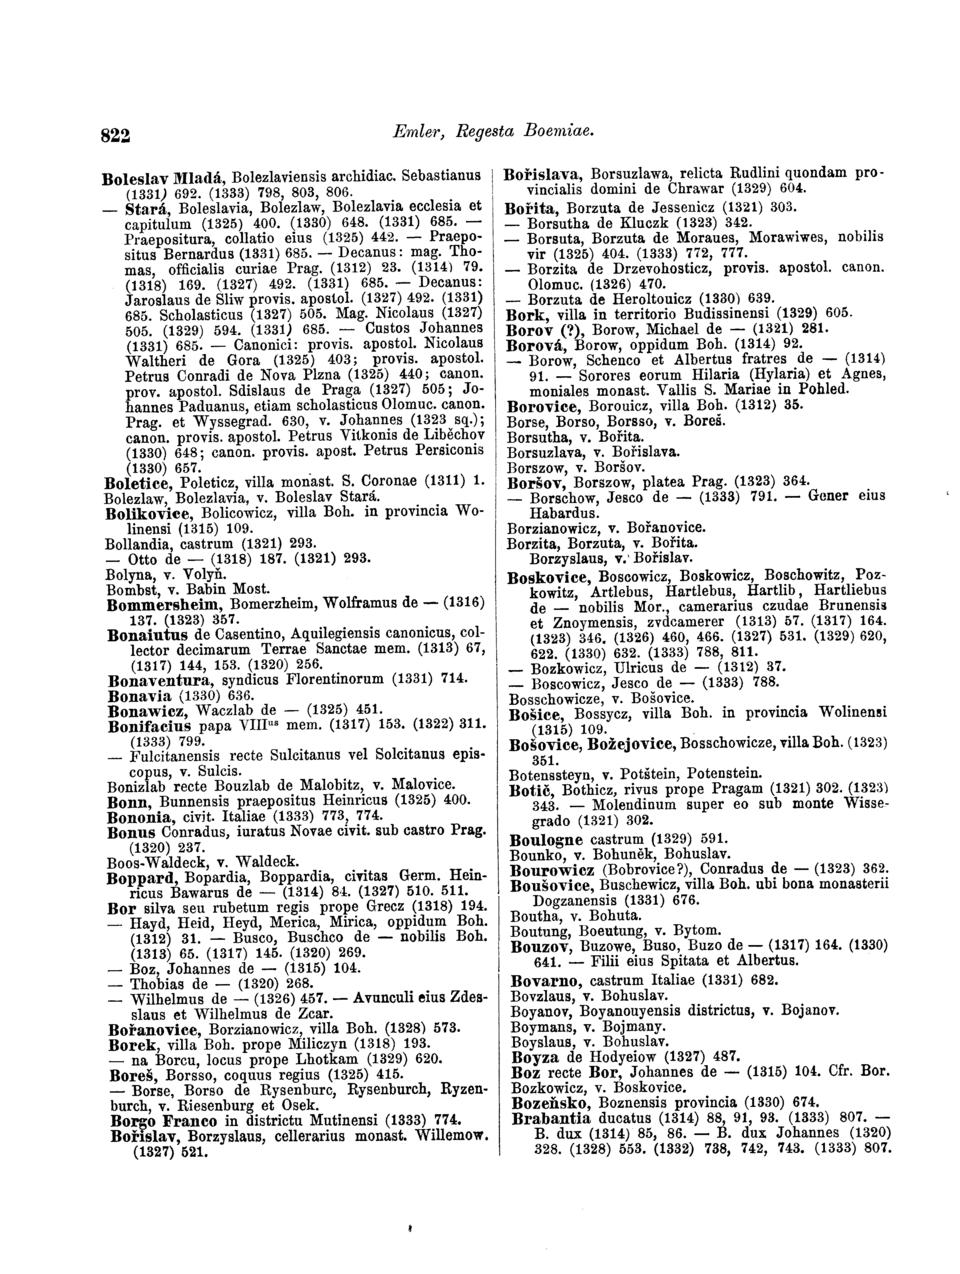 822
Emler, Regesta Boemiae.
Boleslav Mladá, Bolezlaviensis archidiac. Sebastianus
(1331) 692. (1333) 798, 803, 806.
— Stará, Boleslavia, Bolezlaw, Bolezlavia ecclesia et
capitulum (1325) 400. (1330) 648. (1331) 685. —
Praepositura, collatio eius (1325) 442. — Praepo-
situs Bernardus (1331) 685. — Decanus: mag. Tho-
mas, officialis curiae Prag. (1312) 23. (1314) 79.
(1318) 169. (1327) 492. (1331) 685. — Decanus:
Jaroslaus de Sliw provis. apostol. (1327) 492. (1331)
685. Scholasticus (1327) 505. Mag. Nicolaus (1327)
505. (1329) 594. (1331) 685. — Custos Johannes
(1331) 685. — Canonici: provis. apostol. Nicolaus
Waltheri de Gora (1325) 403; provis. apostol.
Petrus Conradi de Nova Plzna (1325) 440; canon.
prov. apostol. Sdislaus de Praga (1327) 505; Jo-
hannes Paduanus, etiam scholasticus Olomuc. canon.
Prag. et Wyssegrad. 630, v. Johannes (1323 sq.);
canon. provis. apostol. Petrus Vitkonis de Liběchov
(1330) 648; canon. provis. apost. Petrus Persiconis
(1330) 657.
Boletice, Poleticz, villa monast. S. Coronae (1311) 1.
Bolezlaw, Bolezlavia, v. Boleslav Stará.
Bolikovice, Bolicowicz, villa Boh. in provincia Wo-
linensi (1315) 109.
Bollandia, castrum (1321) 293.
— Otto de — (1318) 187. (1321) 293.
Bolyna, v. Volyň.
Bombst, v. Babin Most.
Bommersheim, Bomerzheim, Wolframus de — (1316)
137. (1323) 357.
Bonaiutus de Casentino, Aquilegiensis canonicus, col-
lector decimarum Terrae Sanctae mem. (1313) 67,
(1317) 144, 153. (1320) 256.
Bonaventura, syndicus Florentinorum (1331) 714.
Bonavia (1330) 636.
Bonawicz, Waczlab de — (1325) 451.
Bonifacius papa VIIIus mem. (1317) 153. (1322) 311.
(1333) 799.
— Fulcitanensis recte Sulcitanus vel Solcitanus epis-
copus, v. Sulcis.
Bonizlab recte Bouzlab de Malobitz, v. Malovice.
Bonn, Bunnensis praepositus Heinricus (1325) 400.
Bononia, civit. Italiae (1333) 773, 774.
Bonus Conradus, iuratus Novae civit. sub castro Prag.
(1320) 237.
Boos-Waldeck, v. Waldeck.
Boppard, Bopardia, Boppardia, civitas Germ. Hein-
ricus Bawarus de — (1314) 84. (1327) 510. 511.
Bor silva seu rubetum regis prope Grecz (1318) 194.
— Hayd, Heid, Heyd, Merica, Mirica, oppidum Boh.
(1312) 31. — Busco, Buschco de — nobilis Boh.
(1313) 65. (1317) 145. (1320) 269.
— Boz, Johannes de — (1315) 104.
— Thobias de — (1320) 268.
— Wilhelmus de — (1326) 457. — Avunculi eius Zdes-
slaus et Wilhelmus de Zcar.
Bořanovice, Borzianowicz, villa Boh. (1328) 573.
Borek, villa Boh. prope Miliczyn (1318) 193.
— na Borcu, locus prope Lhotkam (1329) 620.
Boreš, Borsso, coquus regius (1325) 415.
— Borse, Borso de Rysenburc, Rysenburch, Ryzen-
burch, v. Riesenburg et Osek.
Borgo Franco in districtu Mutinensi (1333) 774.
Bořislav, Borzyslaus, cellerarius monast. Willemow.
(1327) 521.
Bořislava, Borsuzlawa, relicta Rudlini quondam pro-
vincialis domini de Chrawar (1329) 604.
Bořita, Borzuta de Jessenicz (1321) 303.
— Borsutha de Kluczk (1323) 342.
— Borsuta, Borzuta de Moraues, Morawiwes, nobilis
vir (1325) 404. (1333) 772, 777.
— Borzita de Drzevohosticz, provis. apostol. canon.
Olomuc. (1326) 470.
— Borzuta de Heroltouicz (1330) 639.
Bork, villa in territorio Budissinensi (1329) 605.
Borov (?), Borow, Michael de — (1321) 281.
Borová, Borow, oppidum Boh. (1314) 92.
— Borow, Schenco et Albertus fratres de — (1314)
91. — Sorores eorum Hilaria (Hylaria) et Agnes,
moniales monast. Vallis S. Mariae in Pohled.
Borovice, Borouicz, villa Boh. (1312) 35.
Borse, Borso, Borsso, v. Boreš.
Borsutha, v. Bořita.
Borsuzlava, v. Bořislava.
Borszow, v. Boršov.
Boršov, Borszow, platea Prag. (1323) 364.
— Borschow, Jesco de — (1333) 791. — Gener eius
Habardus.
Borzianowicz, v. Bořanovice.
Borzita, Borzuta, v. Bořita.
Borzyslaus, v. Bořislav.
Boskovice, Boscowicz, Boskowicz, Boschowitz, Poz-
kowitz, Artlebus, Hartlebus, Hartlib, Hartliebus
de — nobilis Mor., camerarius czudae Brunensis
et Znoymensis, zvdcamerer (1313) 57. (1317) 164.
(1323) 346. (1326) 460, 466. (1327) 531. (1329) 620,
622. (1330) 632. (1333) 788, 811.
— Bozkowicz, Ulricus de — (1312) 37.
— Boscowicz, Jesco de — (1333) 788.
Bosschowicze, v. Bošovice.
Bošice, Bossycz, villa Boh. in provincia Wolinensi
(1315) 109.
Bošovice, Božejovice, Bosschowicze, villa Boh. (1323)
351.
Botenssteyn, v. Potštein, Potenstein.
Botič, Bothicz, rivus prope Pragam (1321) 302. (1323)
343. — Molendinum super eo sub monte Wisse-
grado (1321) 302.
Boulogne castrum (1329) 591.
Bounko, v. Bohuněk, Bohuslav.
Bourowicz (Bobrovice?), Conradus de — (1323) 362.
Boušovice, Buschewicz, villa Boh. ubi bona monasterii
Dogzanensis (1331) 676.
Boutha, v. Bohuta.
Boutung, Boeutung, v. Bytom.
Bouzov, Buzowe, Buso, Buzo de — (1317) 164. (1330)
641. — Filii eius Spitata et Albertus.
Bovarno, castrum Italiae (1331) 682.
Bovzlaus, v. Bohuslav.
Boyanov, Boyanouyensis districtus, v. Bojanov.
Boymans, v. Bojmany.
Boyslaus, v. Bohuslav.
Boyza de Hodyeiow (1327) 487.
Boz recte Bor, Johannes de — (1315) 104. Cfr. Bor.
Bozkowicz, v. Boskovice.
Bozeňsko, Boznensis provincia (1330) 674.
Brabantia ducatus (1314) 88, 91, 93. (1333) 807. —
B. dux (1314) 85, 86. — B. dux Johannes (1320)
328. (1328) 553. (1332) 738, 742, 743. (1333) 807.